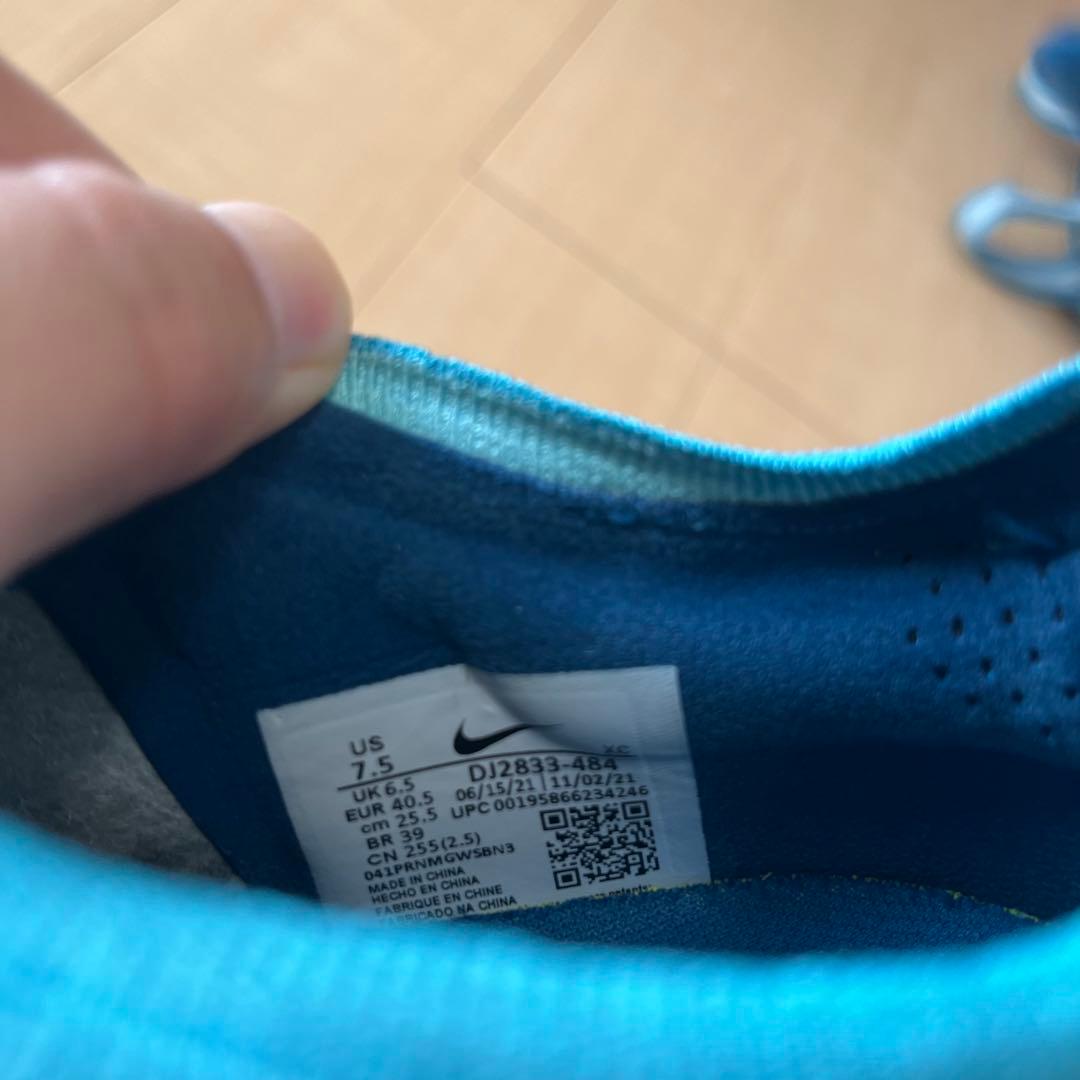 US
7.5
XC
DJ2833-484
UK 6.5
06/15/21 | 11/02/21
EUR 40.5
UPC 00195866234246
cm 25.5
BR 39
CN 255(2.5)
041PRNMGWSBN3
MADE IN CHINA
HECHO EN CHINA
FABRIQUE EN CHINE
FABRICADO NA CHINA